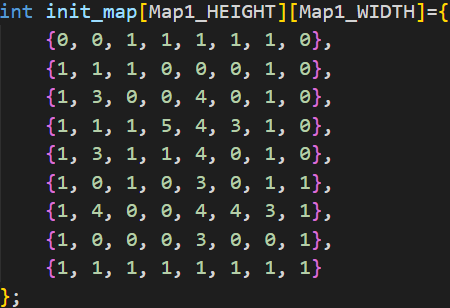 int init_map[Map1_HEIGHT][Map1_WIDTH]={
{0, 0, 1, 1, 1, 1, 1, 0},
{1, 1, 1, 0, 0, 0, 1, 0},
{1, 3, 0, 0, 4, 0, 1, 0},
{1, 1, 1, 5, 4, 3, 1, 0},
{1, 3, 1, 1, 4, 0, 1, 0},
{1, 0, 1, 0, 3, 0, 1, 1},
{1, 4, 0, 0, 4, 4, 3, 1},
{1, 0, 0, 0, 3, 0, 0, 1},
{1, 1, 1, 1, 1, 1, 1, 1}
};